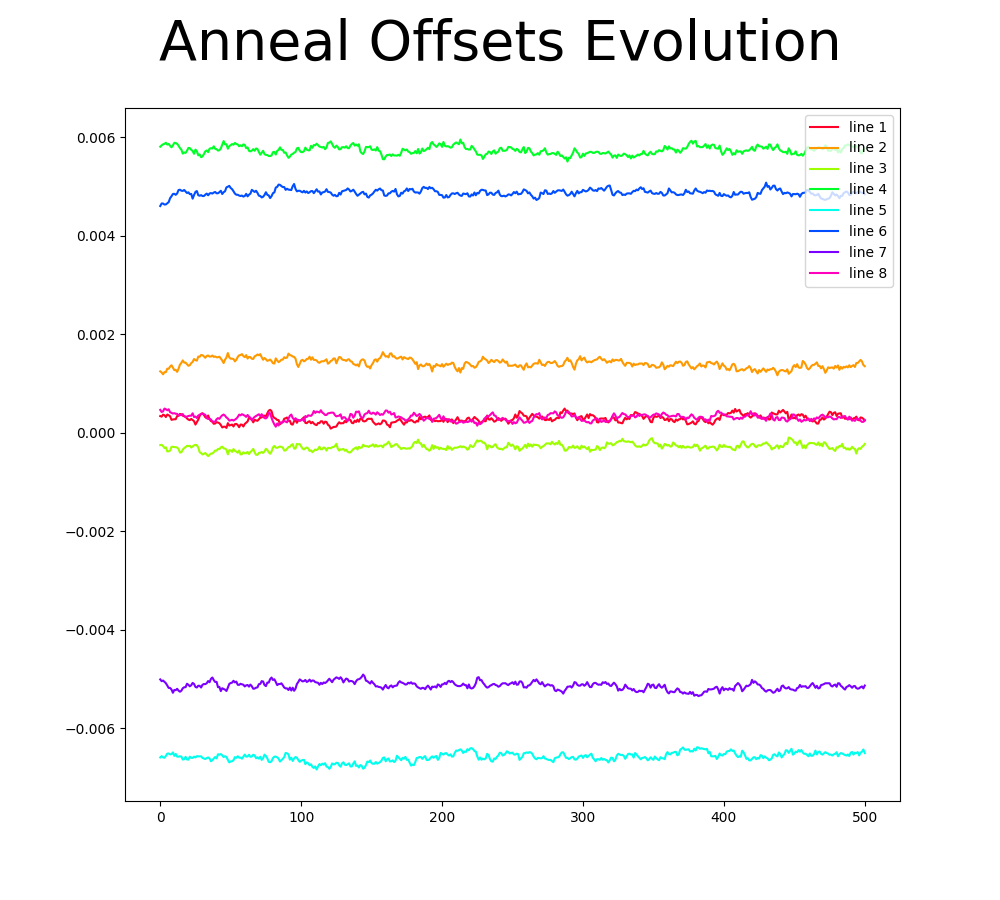 Anneal Offsets Evolution
line 1
line 2
line 3
line 4
line 5
line 6
line 7
line 8
0.006
0.004
0.002
0.000
−0.002
−0.004
−0.006
0 100 200 300 400 500